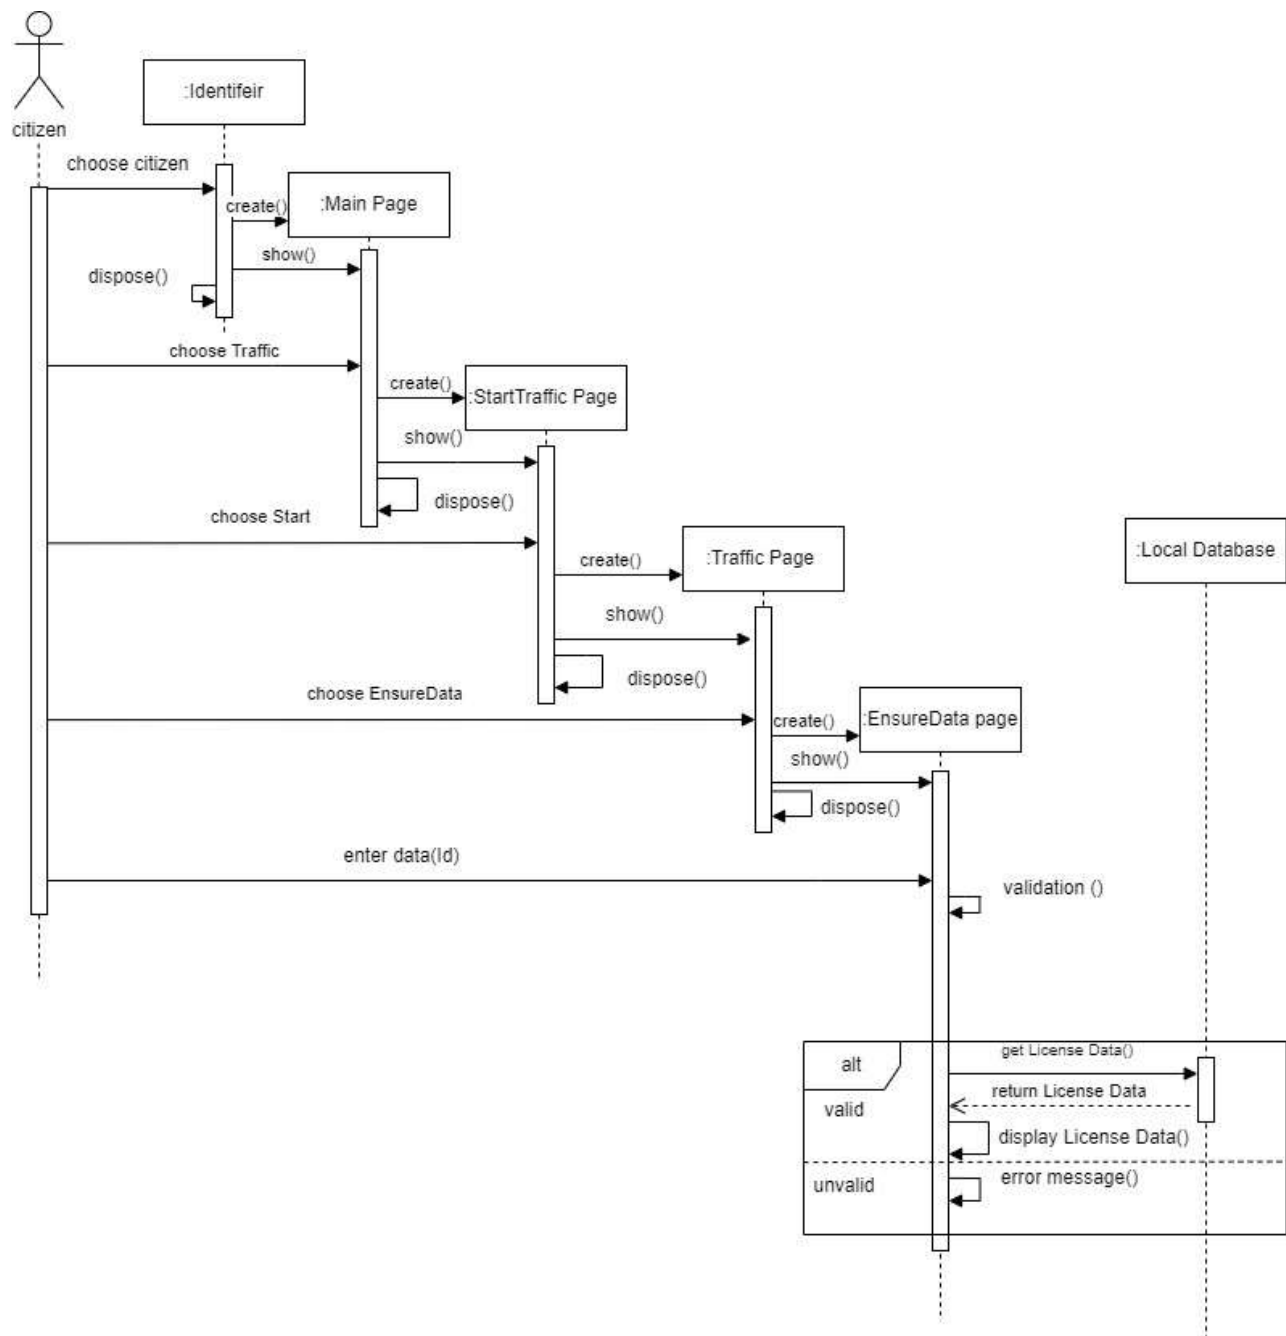 citizen
:Identifeir
choose citizen
create()
:Main Page
show()
dispose()
choose Traffic
create()
:StartTraffic Page
show()
dispose()
choose Start
:Local Database
create()
:Traffic Page
show()
dispose()
choose EnsureData
create()
:EnsureData page
show()
dispose()
enter data(Id)
validation ()
alt
get License Data()
return License Data
valid
display License Data()
unvalid
error message()